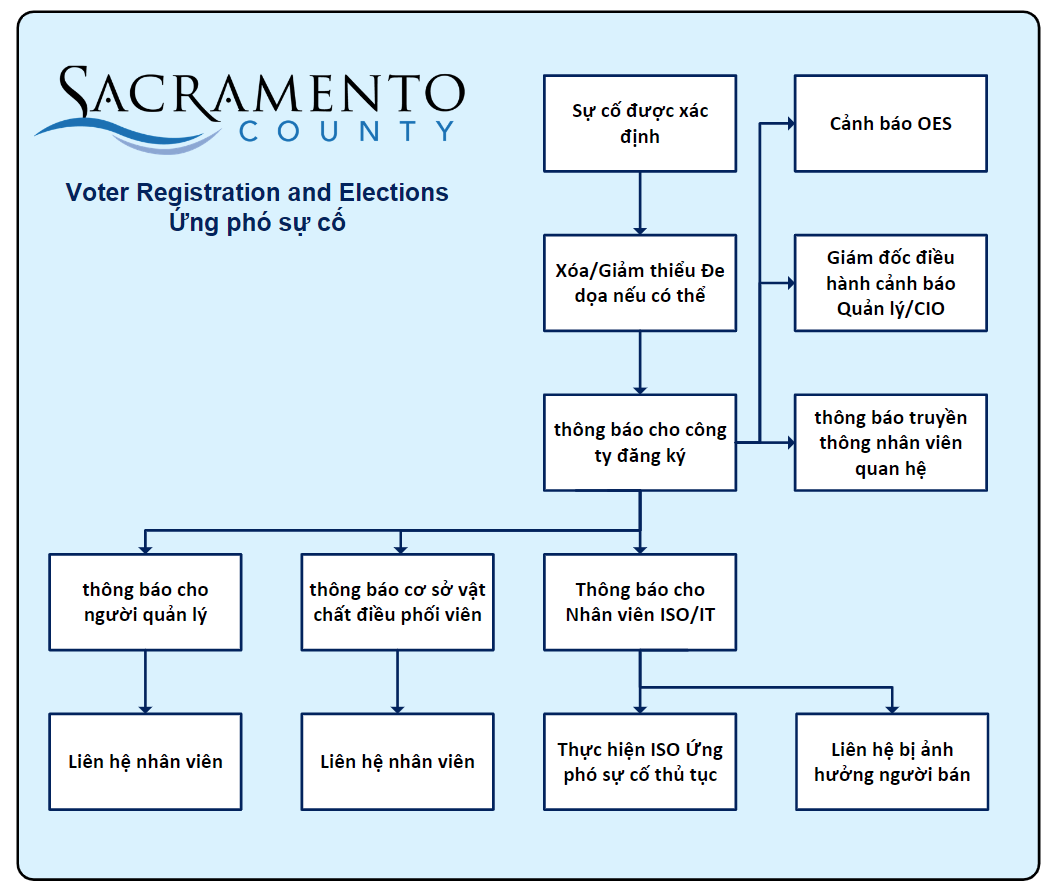 SACRAMENTO
COUNTY
Voter Registration and Elections
Ứng phó sự cố
Sự cố được xác
định
Cảnh báo OES
Xóa/Giảm thiểu Đe
dọa nếu có thể
Giám đốc điều
hành cảnh báo
Quản lý/CIO
thông báo cho công
ty đăng ký
thông báo truyền
thông nhân viên
quan hệ
thông báo cho
người quản lý
thông báo cơ sở vật
chất điều phối viên
Thông báo cho
Nhân viên ISO/IT
Liên hệ nhân viên
Liên hệ nhân viên
Thực hiện ISO Ứng
phó sự cố thủ tục
Liên hệ bị ảnh
hưởng người bán